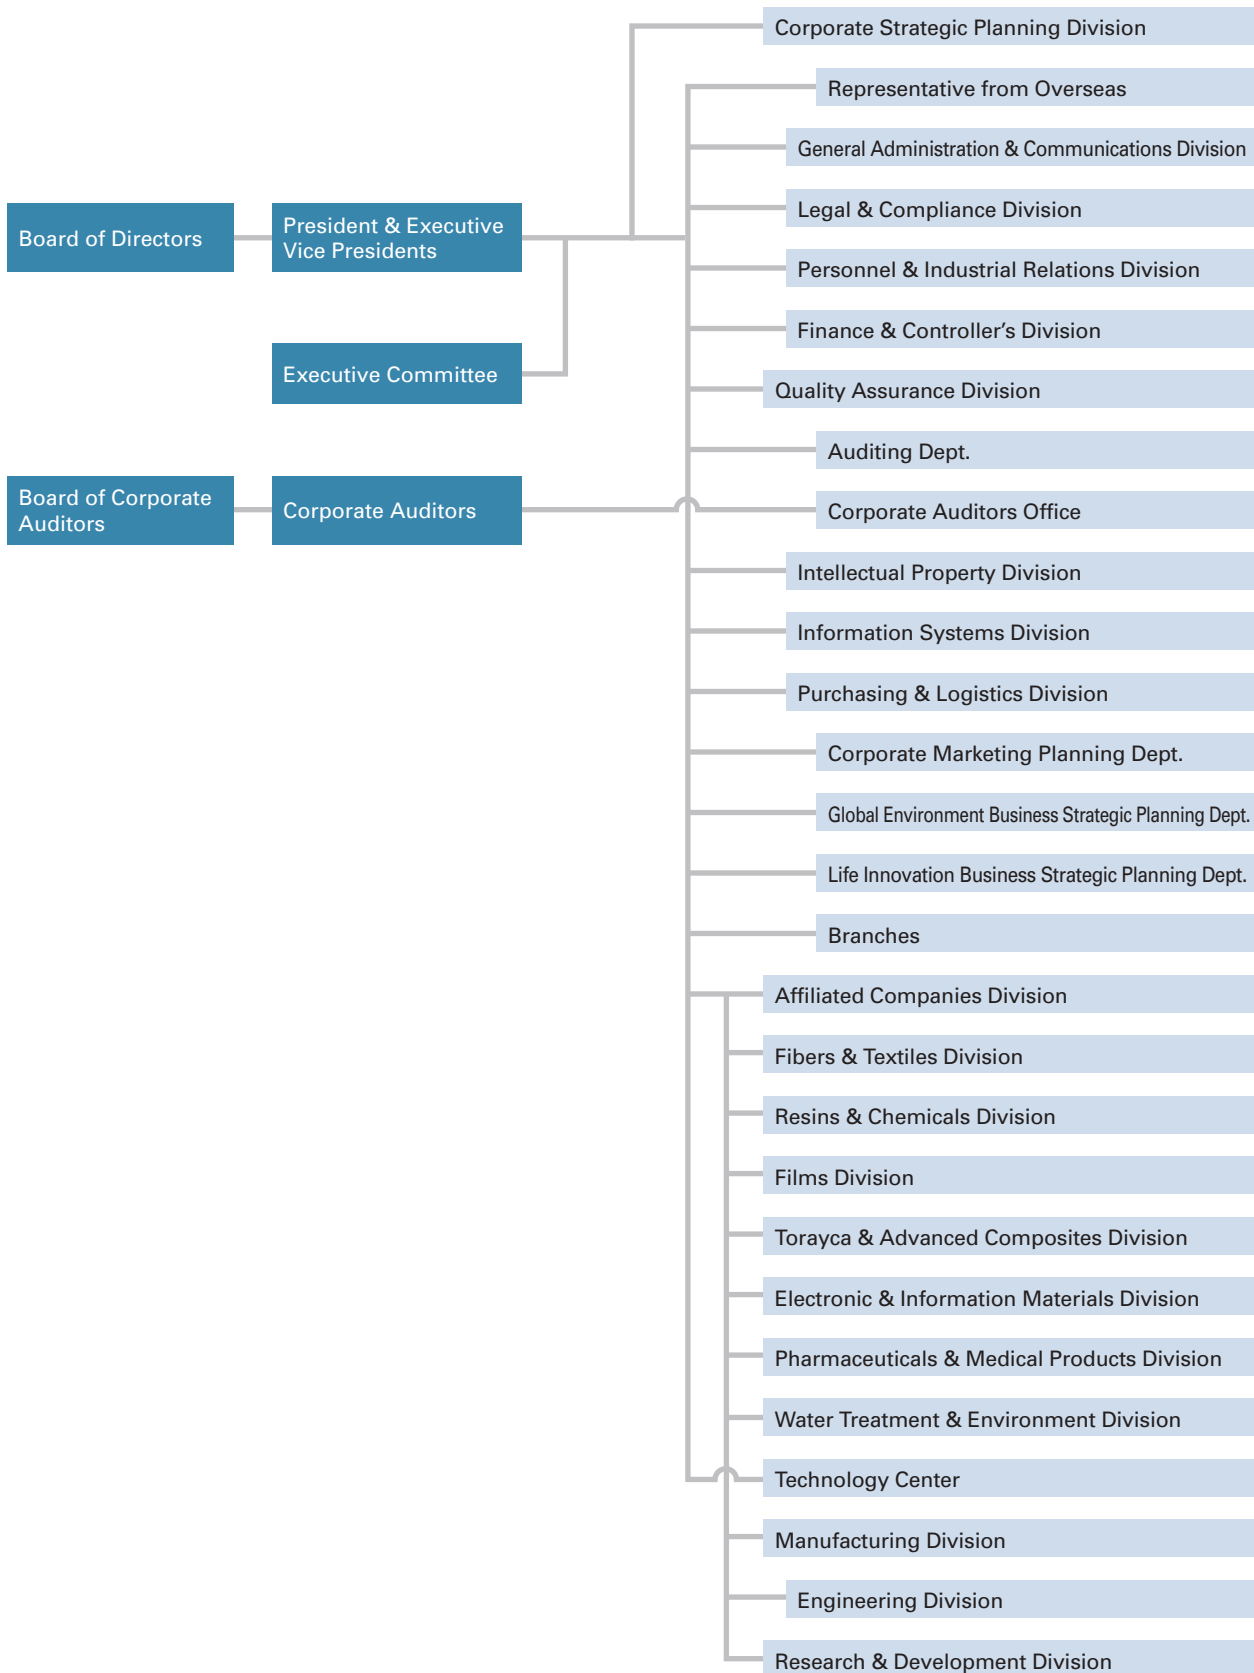 Board of Directors
President & Executive
Vice Presidents
Executive Committee
Board of Corporate
Auditors
Corporate Auditors
Corporate Strategic Planning Division
Representative from Overseas
General Administration & Communications Division
Legal & Compliance Division
Personnel & Industrial Relations Division
Finance & Controller’s Division
Quality Assurance Division
Auditing Dept.
Corporate Auditors Office
Intellectual Property Division
Information Systems Division
Purchasing & Logistics Division
Corporate Marketing Planning Dept.
Global Environment Business Strategic Planning Dept.
Life Innovation Business Strategic Planning Dept.
Branches
Affiliated Companies Division
Fibers & Textiles Division
Resins & Chemicals Division
Films Division
Torayca & Advanced Composites Division
Electronic & Information Materials Division
Pharmaceuticals & Medical Products Division
Water Treatment & Environment Division
Technology Center
Manufacturing Division
Engineering Division
Research & Development Division